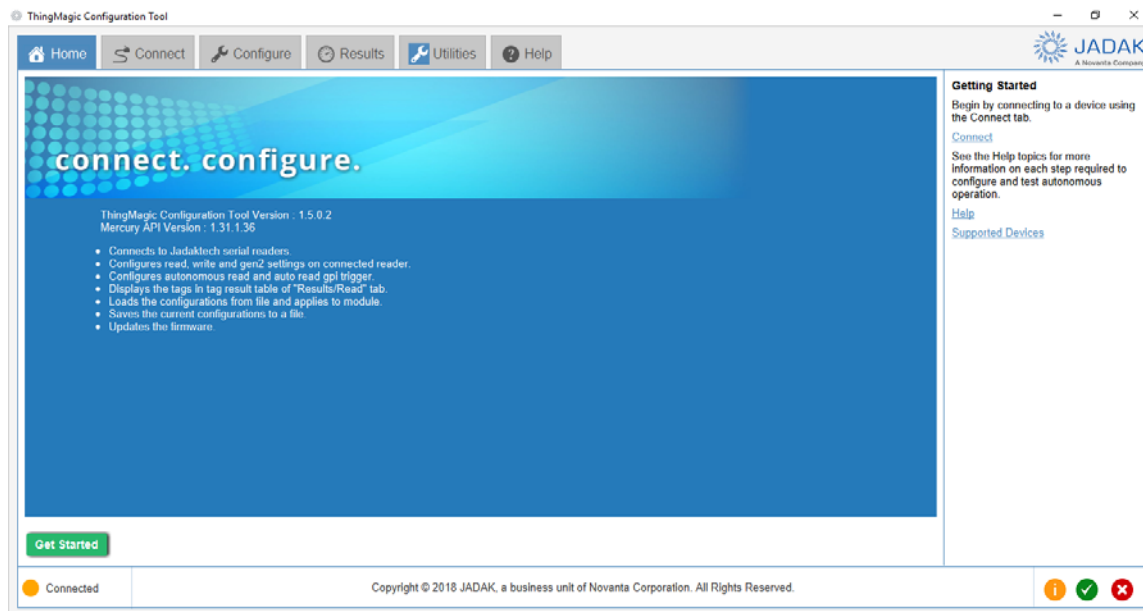 ThingMagic Configuration Tool
Home
Connect
Configure
Results
Utilities
Help
JADAK
A Novanta Company
connect. configure.
ThingMagic Configuration Tool Version : 1.5.0.2
Mercury API Version : 1.31.1.36
• Connects to Jadaktech serial readers.
• Configures read, write and gen2 settings on connected reader.
• Configures autonomous read and auto read gpi trigger.
• Displays the tags in tag result table of "Results/Read" tab.
• Loads the configurations from file and applies to module.
• Saves the current configurations to a file.
• Updates the firmware.
Getting Started
Begin by connecting to a device using
the Connect tab.
Connect
See the Help topics for more
information on each step required to
configure and test autonomous
operation.
Help
Supported Devices
Get Started
Connected
Copyright © 2018 JADAK, a business unit of Novanta Corporation. All Rights Reserved.